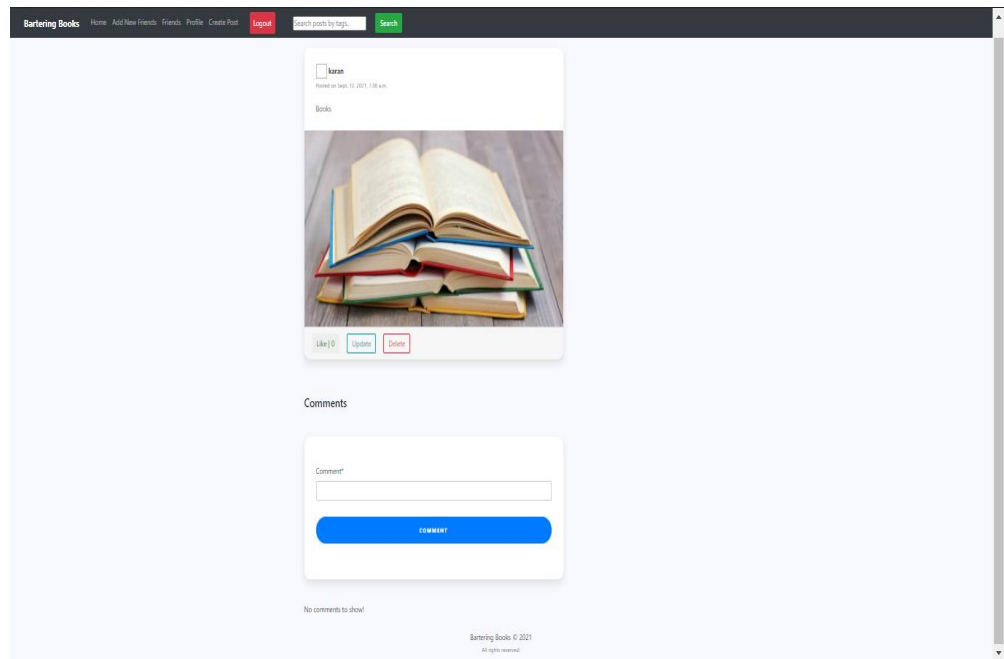 Bartering Books Home Add New Friends Friends Profile Create Post Logout Search posts by tags.. Search
karan
Posted on Sept. 12, 2021, 7:38 a.m.
Books
Like | 0 Update Delete
Comments
Comment*
COMMENT
No comments to show!
Bartering Books © 2021
All rights reserved